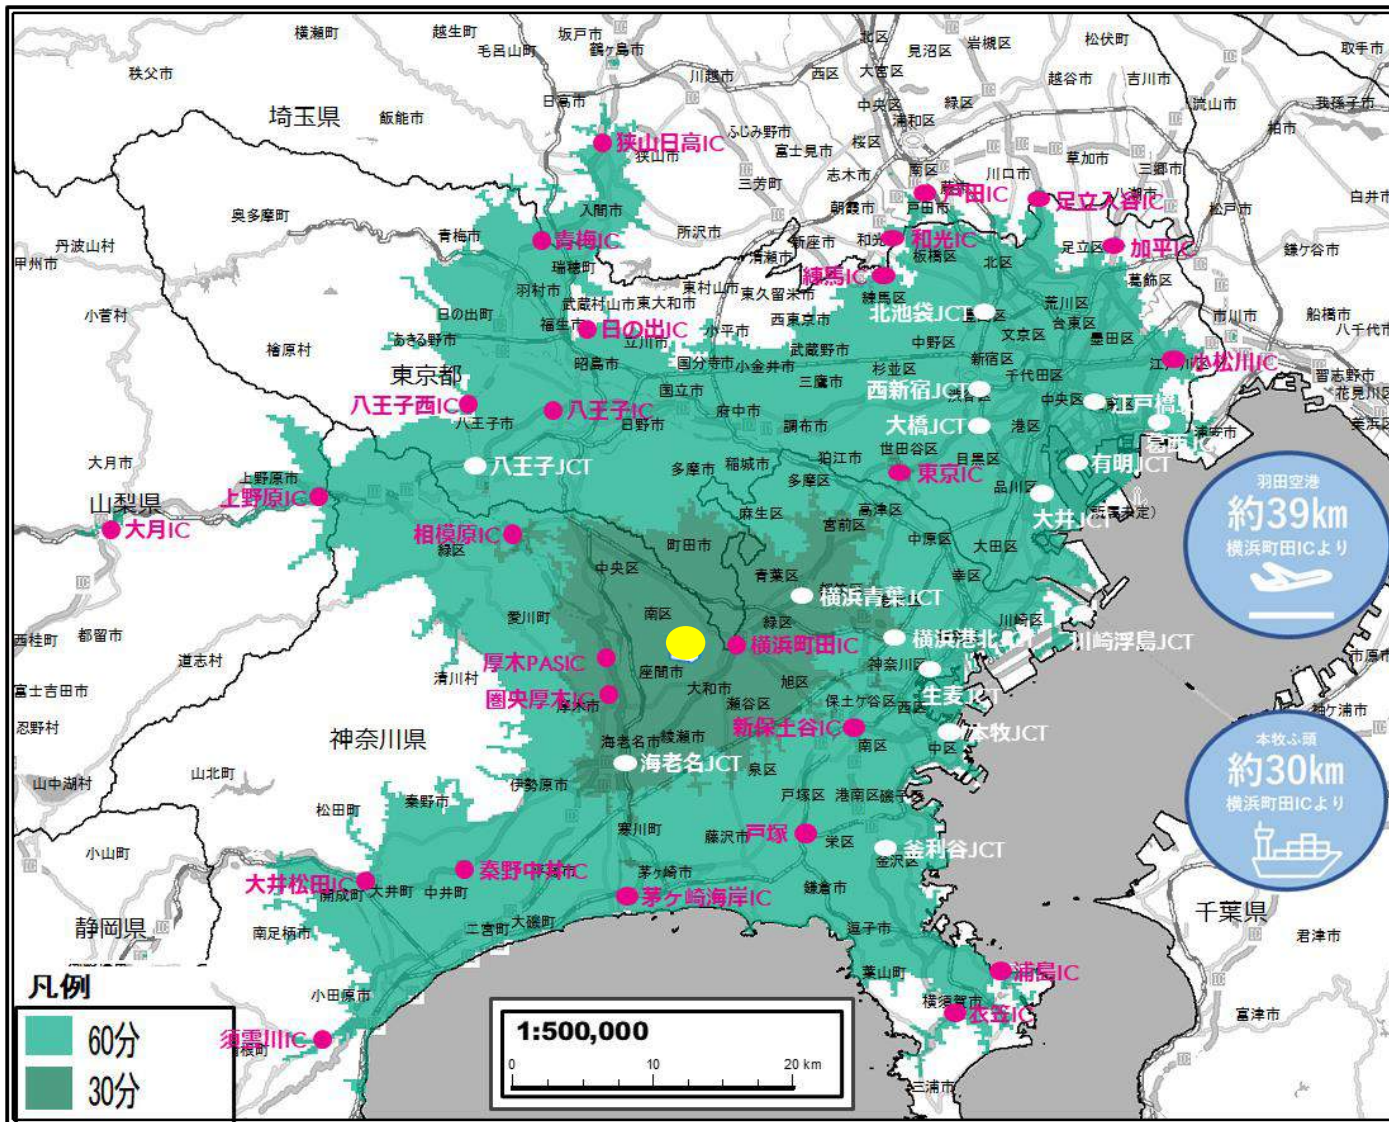 横瀬町
越生町
坂戸市
鶴ヶ島市
毛呂山町
北区
見沼区
岩槻区
松伏町
取手市
秩父市
川越市
西区
大宮区
越谷市
吉川市
日高市
中央区
緑区
流山市
我孫子市
埼玉県
飯能市
ふじみ野市
浦和区
桜区
柏市
狭山日高IC
狭山市
富士見市
南区
草加市
三芳町
志木市
川口市
三郷市
戸田IC
足立入谷IC
八潮市
白井市
奥多摩町
入間市
朝霞市
戸田市
松戸市
丹波山村
青梅市
青梅IC
所沢市
新座市
和光IC
足立区
加平IC
鎌ケ谷市
甲州市
清瀬市
板橋区
北区
瑞穂町
練馬IC
葛飾区
羽村市
東村山市
東久留米市
練馬区
小菅村
日の出町
武蔵村山市
東大和市
北池袋JCT
荒川区
市川市
船橋市
福生市
日の出IC
小平市
西東京市
文京区
台東区
八千代市
檜原村
あきる野市
立川市
武蔵野市
中野区
墨田区
昭島市
国分寺市
小金井市
杉並区
新宿区
小松川IC
東京都
国立市
三鷹市
千代田区
習志野市
花見川区
八王子西IC
八王子IC
府中市
西新宿JCT
渋谷区
中央区
美浜区
八王子市
日野市
調布市
大橋JCT
港区
浦安市
大月市
八王子JCT
狛江市
世田谷区
目黒区
有明JCT
上野原市
多摩市
稲城市
多摩区
東京IC
羽田空港
山梨県
上野原IC
品川区
約39km
大月IC
麻生区
高津区
大井JCT
相模原IC
宮前区
横浜町田ICより
緑区
町田市
中原区
大田区
中央区
青葉区
幸区
愛川町
南区
横浜青葉JCT
川崎区
西桂町
都留市
緑区
横浜港北JCT
川崎浮島JCT
道志村
厚木PASIC
横浜町田IC
市原市
清川村
座間市
神奈川区
富士吉田市
圏央厚木IC
大和市
旭区
生麦JCT
厚木市
瀬谷区
保土ケ谷区
西区
袖ケ浦市
忍野村
新保土谷IC
本牧JCT
神奈川県
海老名市
綾瀬市
南区
中区
本牧ふ頭
海老名JCT
泉区
約30km
山中湖村
山北町
伊勢原市
戸塚区
港南区
磯子区
横浜町田ICより
松田町
秦野市
寒川町
藤沢市
戸塚
栄区
釜利谷JCT
小山町
金沢区
大井松田IC
秦野中井IC
茅ヶ崎市
開成町
大井町
中井町
茅ヶ崎海岸IC
鎌倉市
千葉県
静岡県
南足柄市
二宮町
大磯町
逗子市
君津市
葉山町
浦島IC
凡例
小田原市
横須賀市
衣笠IC
富津市
60分
須雲川IC
1:500,000
0
10
20 km
30分
三浦市